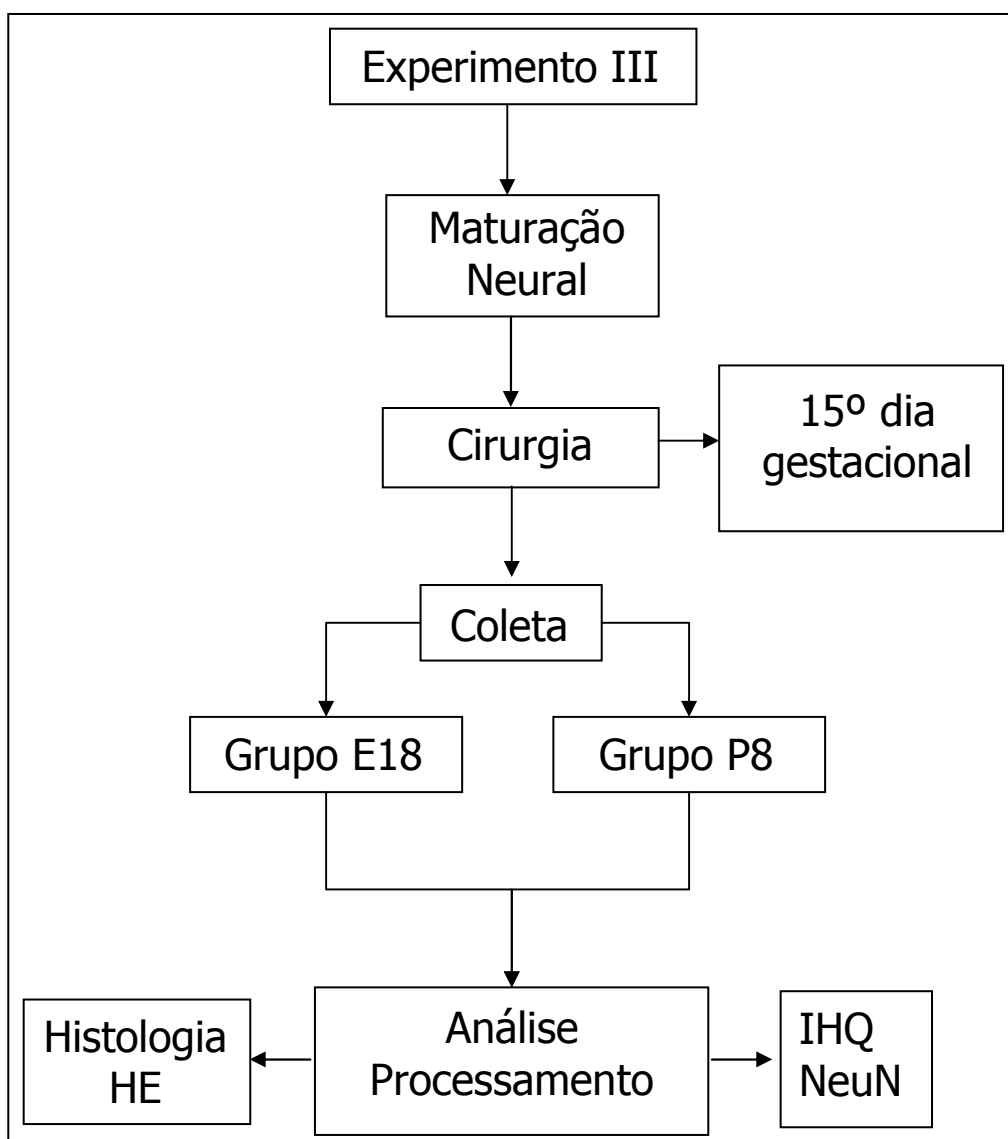 Experimento III
Maturação
Neural
Cirurgia
15º dia
gestacional
Coleta
Grupo E18
Grupo P8
Histologia
HE
Análise
Processamento
IHQ
NeuN